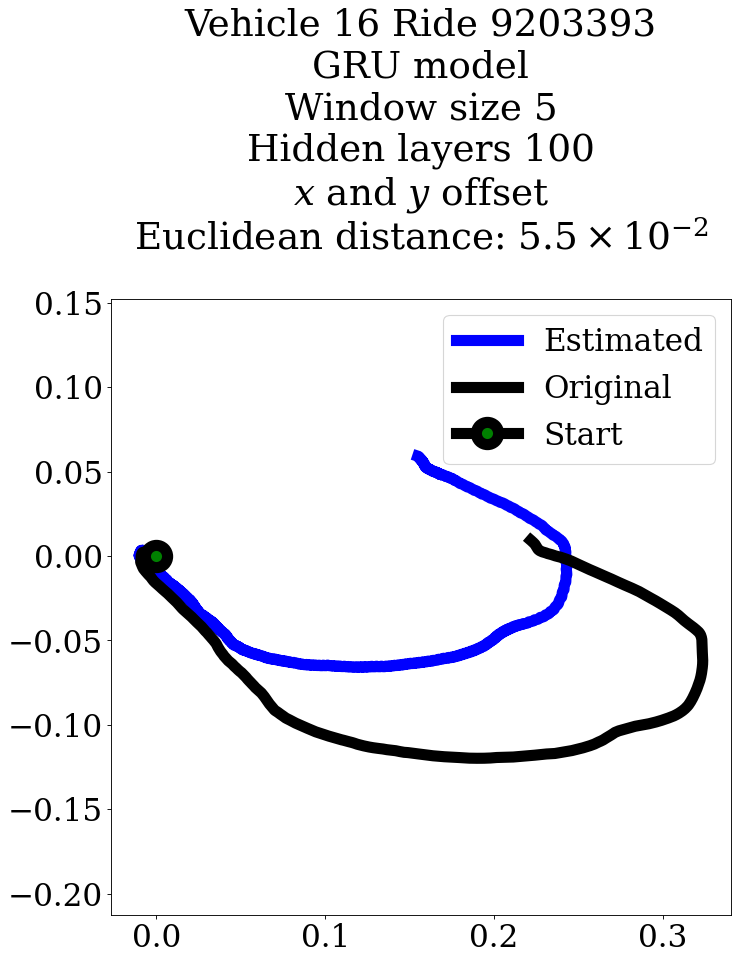 Vehicle 16 Ride 9203393
GRU model
Window size 5
Hidden layers 100
x and y offset
Euclidean distance: 5.5 × 10⁻²
Estimated
Original
Start
0.15
0.10
0.05
0.00
−0.05
−0.10
−0.15
−0.20
0.0 0.1 0.2 0.3